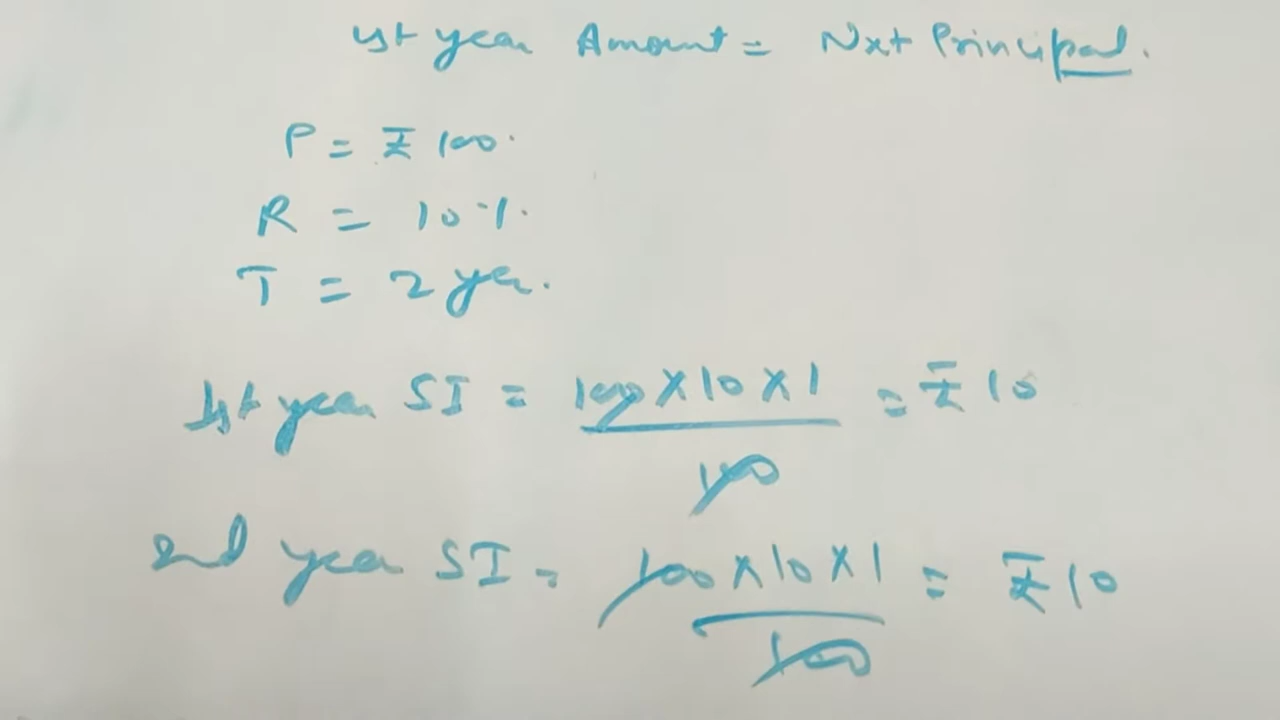 1st year Amount = Nxt Principal.
P = ₹ 100.
R = 10%.
T = 2 yer.
1st year SI = 100 X 10 X 1 / 100 = ₹ 10
2nd year SI = 100 X 10 X 1 / 100 = ₹ 10